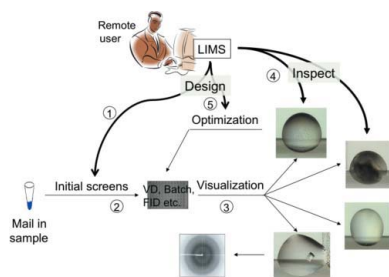 Remote
user
LIMS
④
Inspect
Design
⑤
①
Optimization
Initial screens
VD, Batch,
FID etc.
Visualization
②
③
Mail in
sample